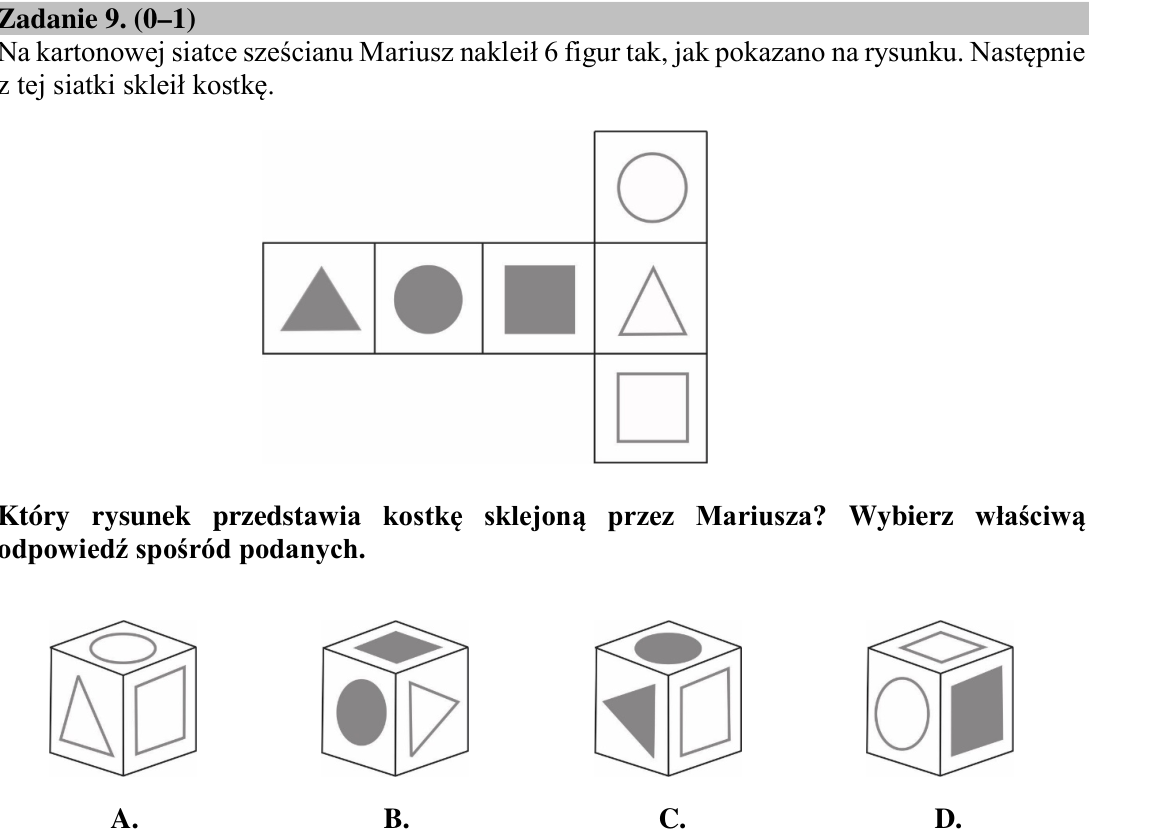 Zadanie 9. (0–1)
Na kartonowej siatce sześcianu Mariusz nakleił 6 figur tak, jak pokazano na rysunku. Następnie
z tej siatki skleił kostkę.
Który rysunek przedstawia kostkę sklejoną przez Mariusza? Wybierz właściwą
odpowiedź spośród podanych.
A. B. C. D.